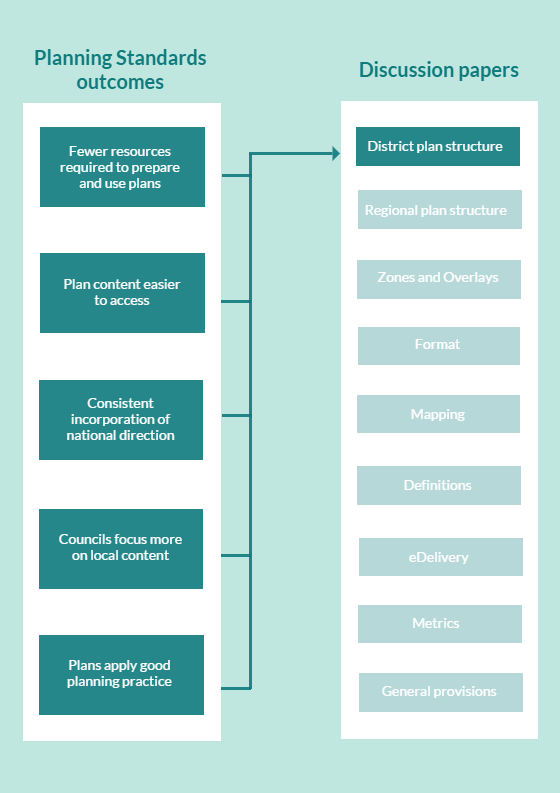 Planning Standards
outcomes
Fewer resources
required to prepare
and use plans
Plan content easier
to access
Consistent
incorporation of
national direction
Councils focus more
on local content
Plans apply good
planning practice
Discussion papers
District plan structure
Regional plan structure
Zones and Overlays
Format
Mapping
Definitions
eDelivery
Metrics
General provisions